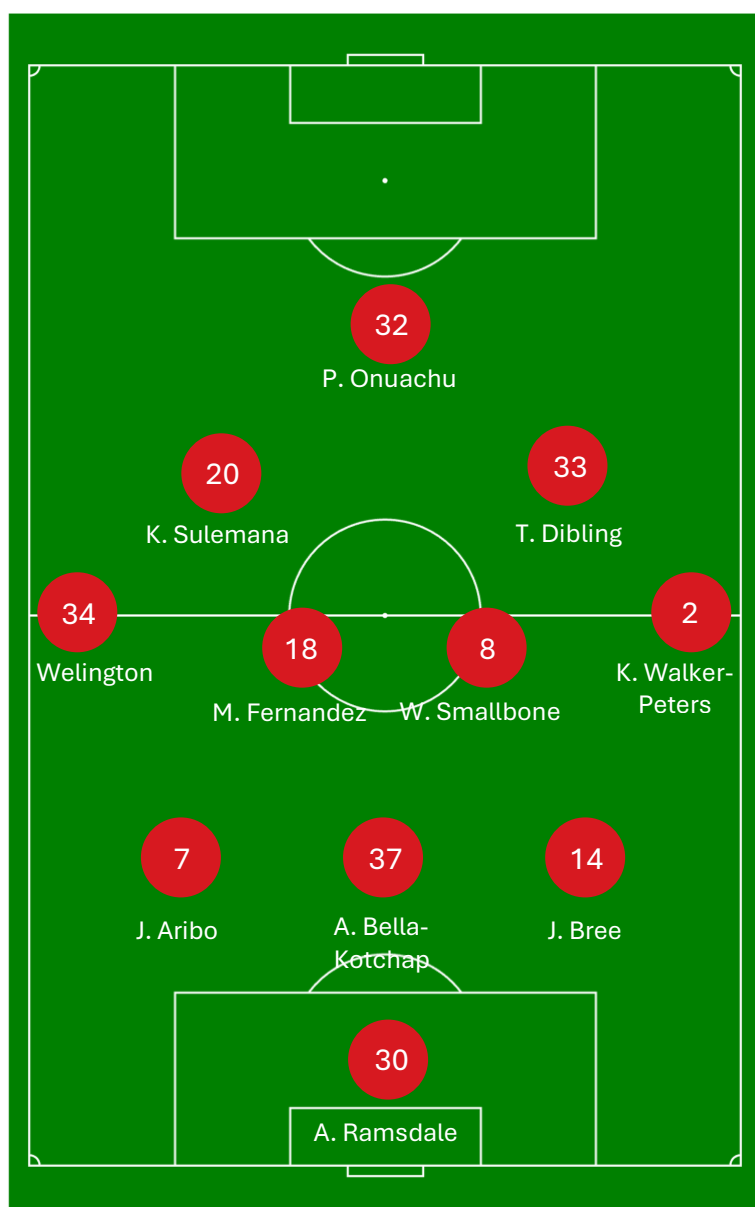 32
P. Onuachu
20
33
K. Sulemana
T. Dibling
34
2
18
8
Welington
K. Walker-
Peters
M. Fernandez
W. Smallbone
7
37
14
J. Aribo
A. Bella-
Kotchap
J. Bree
30
A. Ramsdale